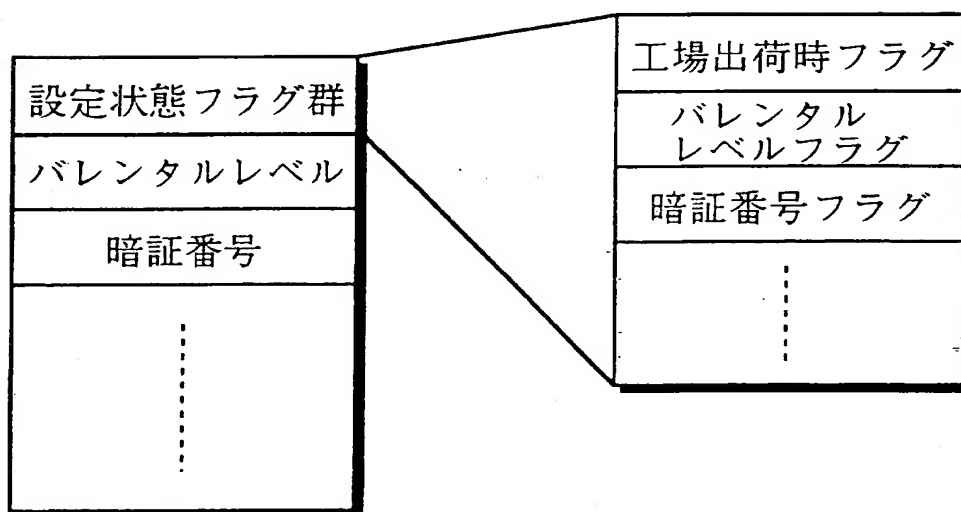 設定状態フラグ群
バレンタルレベル
暗証番号
工場出荷時フラグ
バレンタル
レベルフラグ
暗証番号フラグ